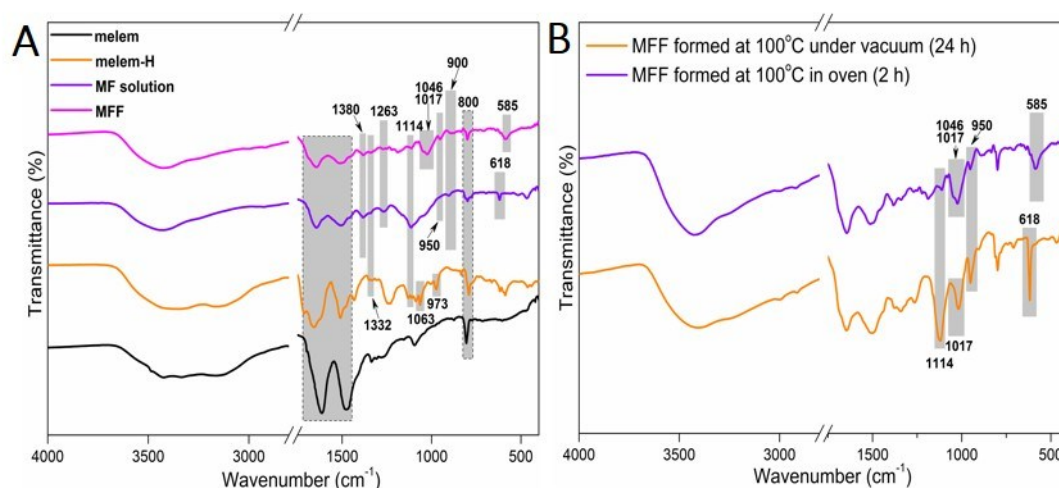 A
melem
melem-H
MF solution
MFF
1380
1263
1114
1046
1017
900
800
585
618
950
973
1063
1332
Transmittance (%)
4000
3500
3000
1500
1000
500
Wavenumber (cm⁻¹)
B
MFF formed at 100°C under vacuum (24 h)
MFF formed at 100°C in oven (2 h)
1046
1017
950
585
618
1017
1114
Transmittance (%)
4000
3500
3000
1000
500
Wavenumber (cm⁻¹)